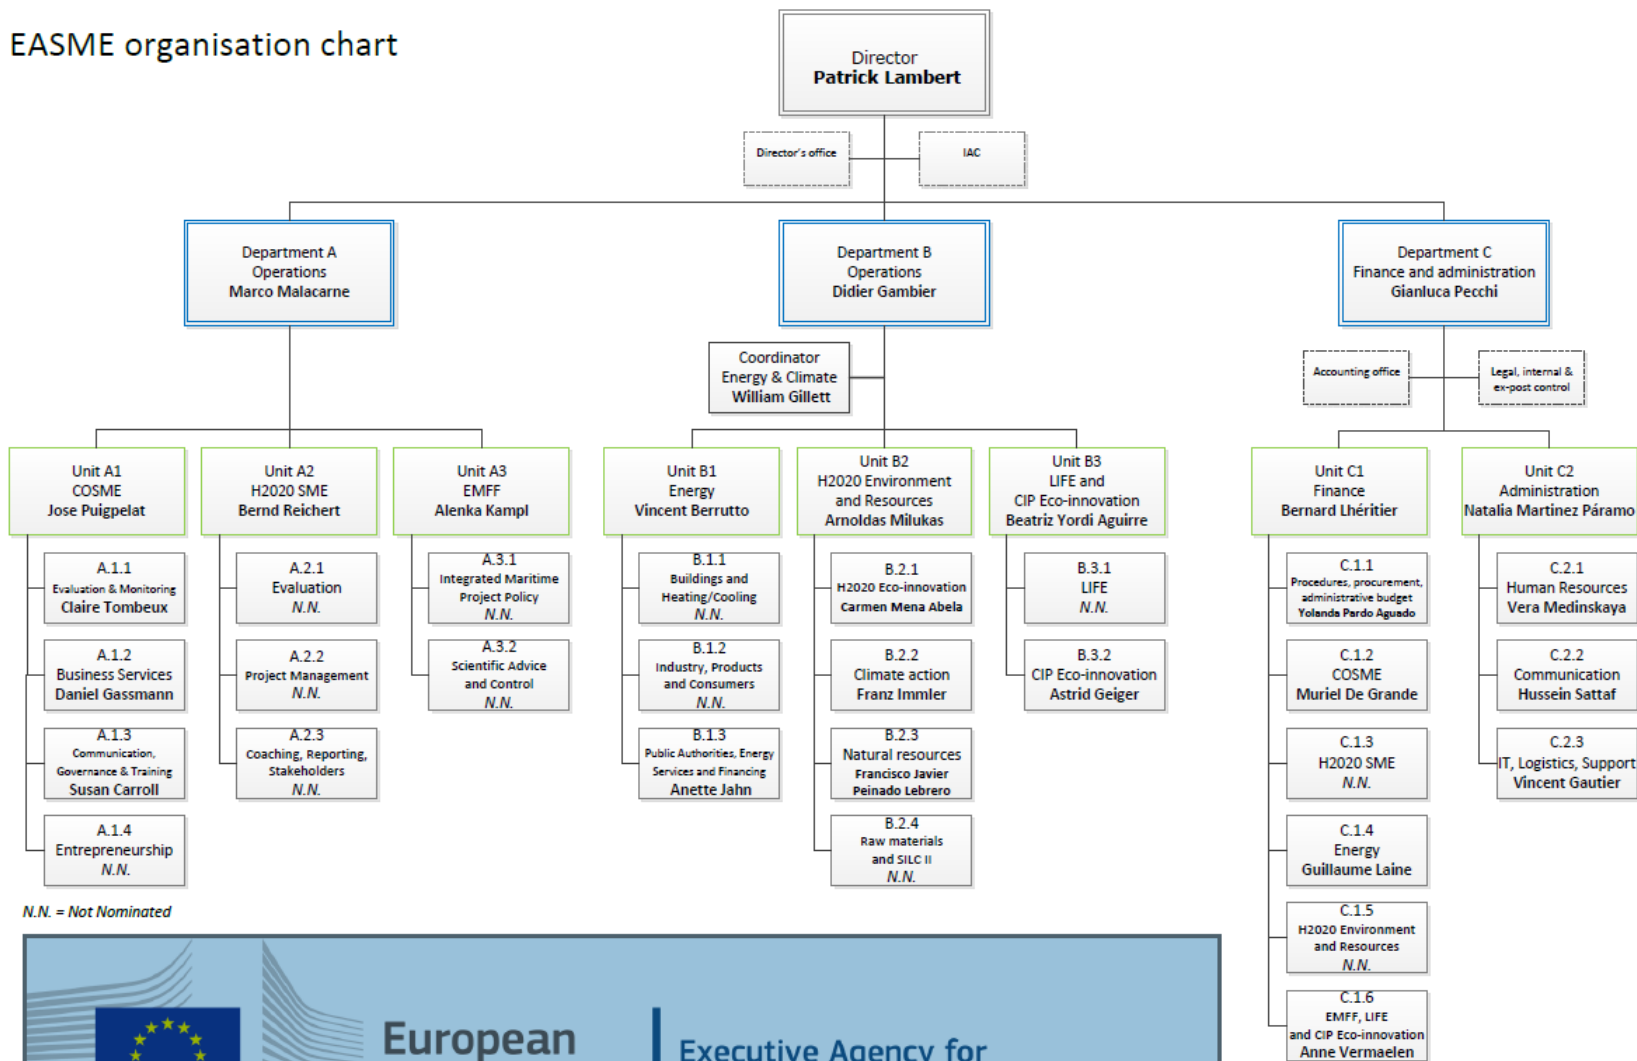 EASME organisation chart
Director
Patrick Lambert
Director's office
IAC
Department A
Operations
Marco Malacarne
Department B
Operations
Didier Gambier
Department C
Finance and administration
Gianluca Pecchi
Coordinator
Energy & Climate
William Gillett
Accounting office
Legal, internal &
ex-post control
Unit A1
COSME
Jose Puigpelat
Unit A2
H2020 SME
Bernd Reichert
Unit A3
EMFF
Alenka Kampl
Unit B1
Energy
Vincent Berrutto
Unit B2
H2020 Environment
and Resources
Arnoldas Milukas
Unit B3
LIFE and
CIP Eco-innovation
Beatriz Yordi Aguirre
Unit C1
Finance
Bernard Lhéritier
Unit C2
Administration
Natalia Martinez Páramo
A.1.1
Evaluation & Monitoring
Claire Tombeux
A.1.2
Business Services
Daniel Gassmann
A.1.3
Communication,
Governance & Training
Susan Carroll
A.1.4
Entrepreneurship
N.N.
A.2.1
Evaluation
N.N.
A.2.2
Project Management
N.N.
A.2.3
Coaching, Reporting,
Stakeholders
N.N.
A.3.1
Integrated Maritime
Project Policy
N.N.
A.3.2
Scientific Advice
and Control
N.N.
B.1.1
Buildings and
Heating/Cooling
N.N.
B.1.2
Industry, Products
and Consumers
N.N.
B.1.3
Public Authorities, Energy
Services and Financing
Anette Jahn
B.2.1
H2020 Eco-innovation
Carmen Mena Abela
B.2.2
Climate action
Franz Immler
B.2.3
Natural resources
Francisco Javier
Peinado Lebrero
B.2.4
Raw materials
and SILC II
N.N.
B.3.1
LIFE
N.N.
B.3.2
CIP Eco-innovation
Astrid Geiger
C.1.1
Procedures, procurement,
administrative budget
Yolanda Pardo Aguado
C.1.2
COSME
Muriel De Grande
C.1.3
H2020 SME
N.N.
C.1.4
Energy
Guillaume Laine
C.1.5
H2020 Environment
and Resources
N.N.
C.1.6
EMFF, LIFE
and CIP Eco-innovation
Anne Vermaelen
C.2.1
Human Resources
Vera Medinskaya
C.2.2
Communication
Hussein Sattaf
C.2.3
IT, Logistics, Support
Vincent Gautier
N.N. = Not Nominated
European
Executive Agency for